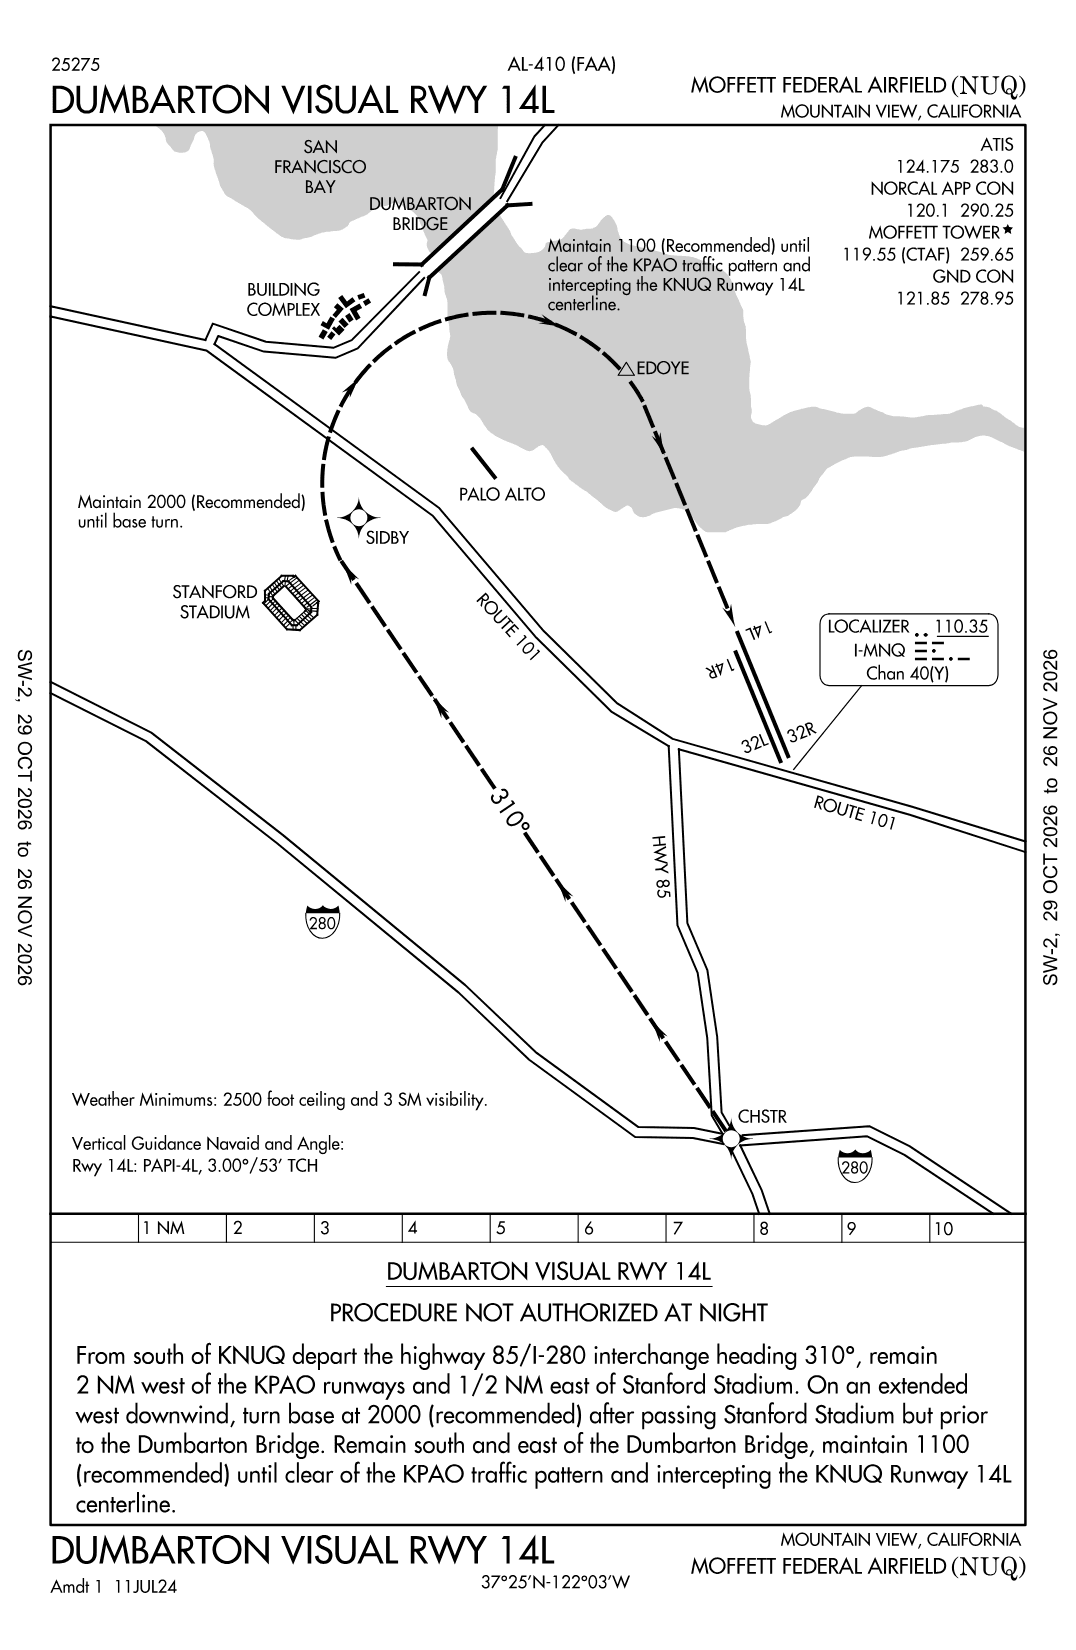 25275
AL-410 (FAA)
DUMBARTON VISUAL RWY 14L
MOFFETT FEDERAL AIRFIELD (NUQ)
MOUNTAIN VIEW, CALIFORNIA
SAN
FRANCISCO
BAY
ATIS
124.175 283.0
NORCAL APP CON
120.1 290.25
MOFFETT TOWER★
119.55 (CTAF) 259.65
GND CON
121.85 278.95
DUMBARTON
BRIDGE
Maintain 1100 (Recommended) until
clear of the KPAO traffic pattern and
intercepting the KNUQ Runway 14L
centerline.
BUILDING
COMPLEX
EDOYE
PALO ALTO
Maintain 2000 (Recommended)
until base turn.
SIDBY
STANFORD
STADIUM
ROUTE 101
14L
14R
LOCALIZER 110.35
I-MNQ
Chan 40(Y)
32L
32R
310°
ROUTE 101
HWY 85
280
Weather Minimums: 2500 foot ceiling and 3 SM visibility.
CHSTR
Vertical Guidance Navaid and Angle:
Rwy 14L: PAPI-4L, 3.00°/53′ TCH
280
1 NM 2 3 4 5 6 7 8 9 10
DUMBARTON VISUAL RWY 14L
PROCEDURE NOT AUTHORIZED AT NIGHT
From south of KNUQ depart the highway 85/I-280 interchange heading 310°, remain
2 NM west of the KPAO runways and 1/2 NM east of Stanford Stadium. On an extended
west downwind, turn base at 2000 (recommended) after passing Stanford Stadium but prior
to the Dumbarton Bridge. Remain south and east of the Dumbarton Bridge, maintain 1100
(recommended) until clear of the KPAO traffic pattern and intercepting the KNUQ Runway 14L
centerline.
DUMBARTON VISUAL RWY 14L
MOUNTAIN VIEW, CALIFORNIA
MOFFETT FEDERAL AIRFIELD (NUQ)
Amdt 1 11JUL24
37°25′N-122°03′W
SW-2, 29 OCT 2026 to 26 NOV 2026
SW-2, 29 OCT 2026 to 26 NOV 2026